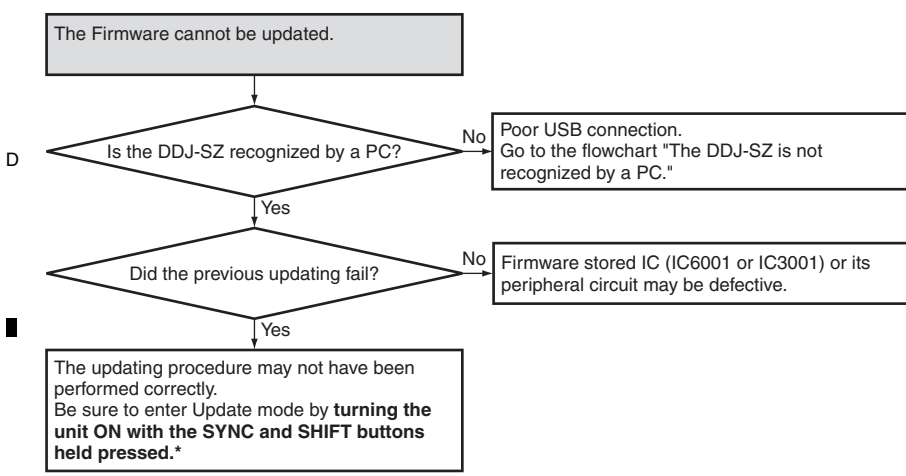 The Firmware cannot be updated.
D
Is the DDJ-SZ recognized by a PC?
No
Poor USB connection.
Go to the flowchart "The DDJ-SZ is not
recognized by a PC."
Yes
Did the previous updating fail?
No
Firmware stored IC (IC6001 or IC3001) or its
peripheral circuit may be defective.
Yes
The updating procedure may not have been
performed correctly.
Be sure to enter Update mode by turning the
unit ON with the SYNC and SHIFT buttons
held pressed.*